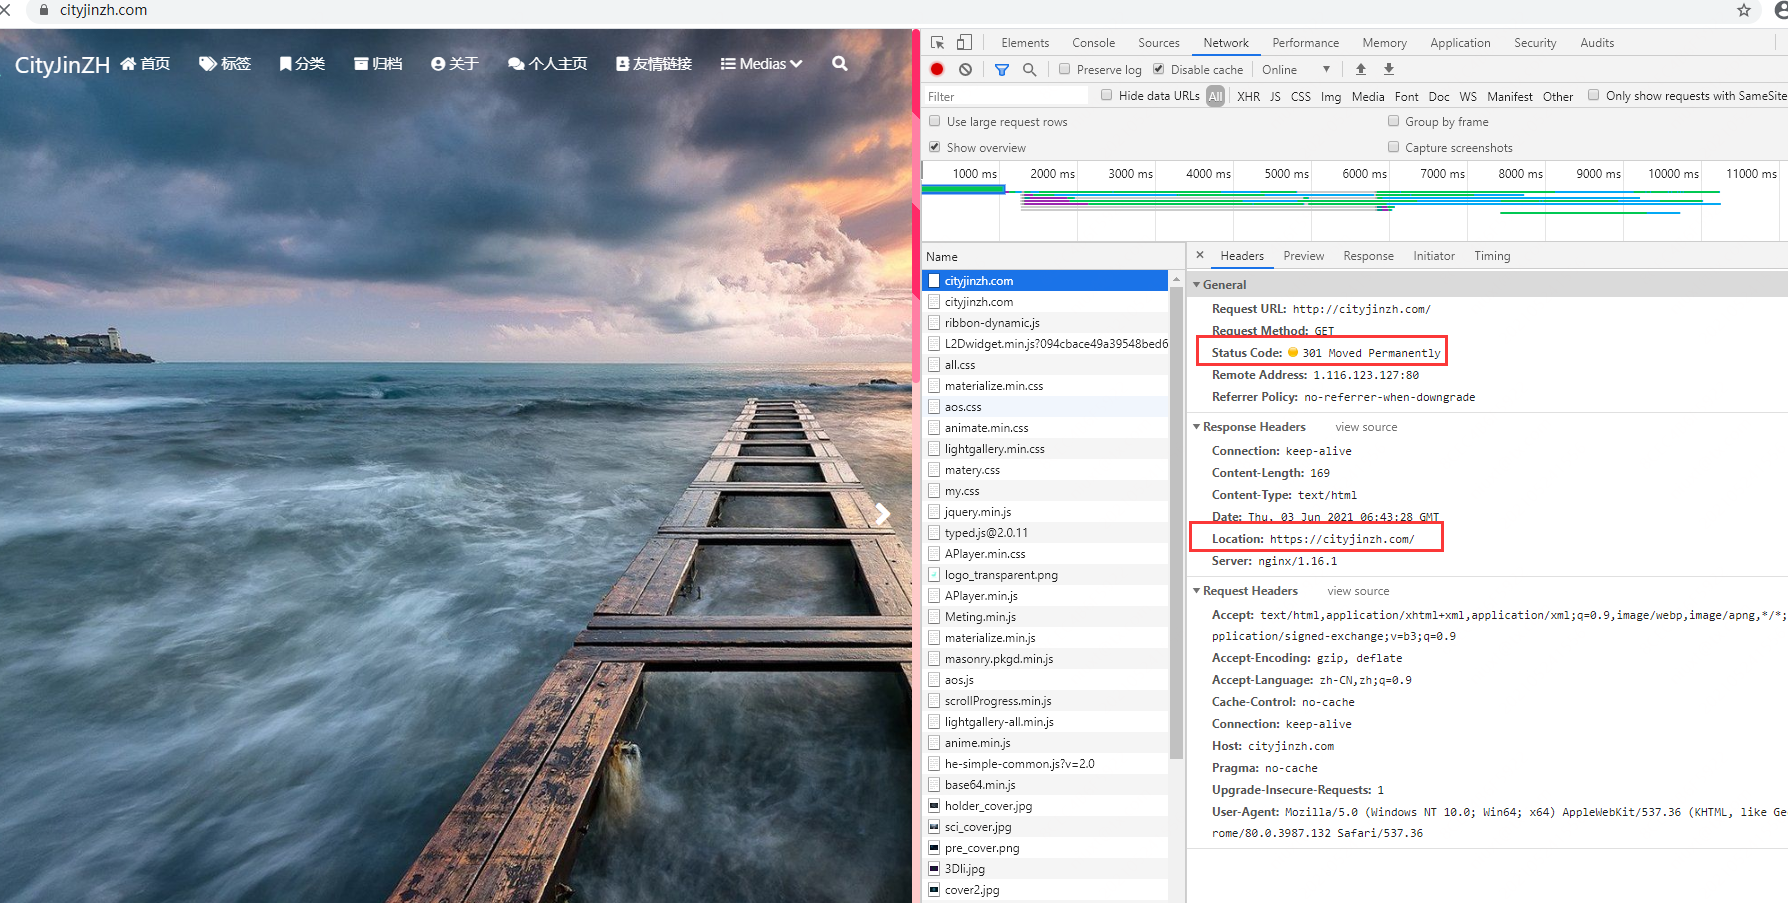 cityjinzh.com
CityJinZH 首页 标签 分类 归档 关于 个人主页 友情链接 Medias
Elements Console Sources Network Performance Memory Application Security Audits
Preserve log Disable cache Online
Filter Hide data URLs All XHR JS CSS Img Media Font Doc WS Manifest Other Only show requests with SameSite
Use large request rows Group by frame
Show overview Capture screenshots
1000 ms 2000 ms 3000 ms 4000 ms 5000 ms 6000 ms 7000 ms 8000 ms 9000 ms 10000 ms 11000 ms
Name
cityjinzh.com
cityjinzh.com
ribbon-dynamic.js
L2Dwidget.min.js?094cbace49a39548bed6
all.css
materialize.min.css
aos.css
animate.min.css
lightgallery.min.css
matery.css
my.css
jquery.min.js
typed.js@2.0.11
APlayer.min.css
logo_transparent.png
APlayer.min.js
Meting.min.js
materialize.min.js
masonry.pkgd.min.js
aos.js
scrollProgress.min.js
lightgallery-all.min.js
anime.min.js
he-simple-common.js?v=2.0
base64.min.js
holder_cover.jpg
sci_cover.jpg
pre_cover.png
3Dli.jpg
cover2.jpg
× Headers Preview Response Initiator Timing
General
Request URL: http://cityjinzh.com/
Request Method: GET
Status Code: 301 Moved Permanently
Remote Address: 1.116.123.127:80
Referrer Policy: no-referrer-when-downgrade
Response Headers view source
Connection: keep-alive
Content-Length: 169
Content-Type: text/html
Date: Thu, 03 Jun 2021 06:43:28 GMT
Location: https://cityjinzh.com/
Server: nginx/1.16.1
Request Headers view source
Accept: text/html,application/xhtml+xml,application/xml;q=0.9,image/webp,image/apng,*/*;
pplication/signed-exchange;v=b3;q=0.9
Accept-Encoding: gzip, deflate
Accept-Language: zh-CN,zh;q=0.9
Cache-Control: no-cache
Connection: keep-alive
Host: cityjinzh.com
Pragma: no-cache
Upgrade-Insecure-Requests: 1
User-Agent: Mozilla/5.0 (Windows NT 10.0; Win64; x64) AppleWebKit/537.36 (KHTML, like Ge
rome/80.0.3987.132 Safari/537.36